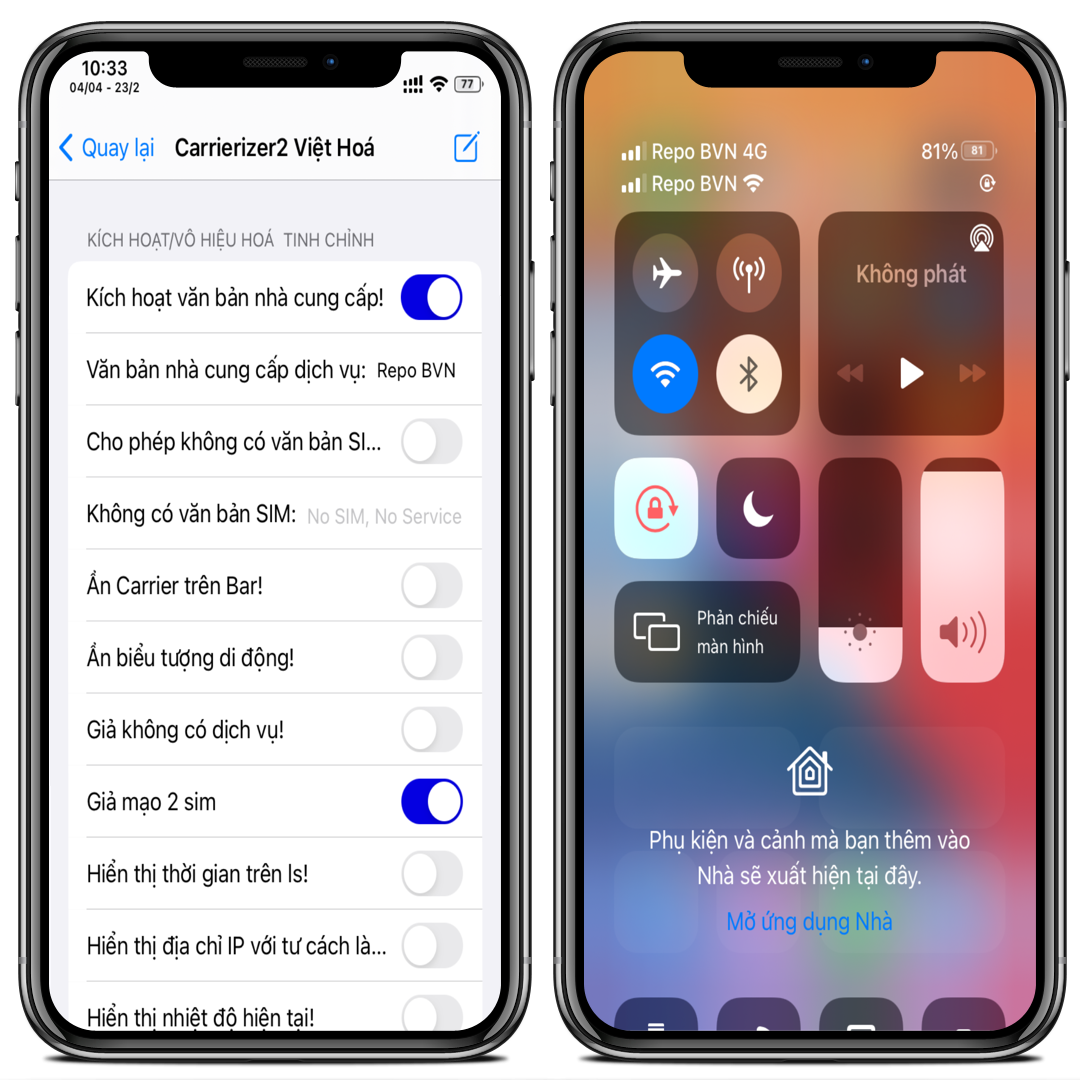 10:33
04/04 - 23/2
77
Quay lại
Carrierizer2 Việt Hoá
KÍCH HOẠT/VÔ HIỆU HOÁ TINH CHỈNH
Kích hoạt văn bản nhà cung cấp!
Văn bản nhà cung cấp dịch vụ: Repo BVN
Cho phép không có văn bản SI...
Không có văn bản SIM: No SIM, No Service
Ẩn Carrier trên Bar!
Ẩn biểu tượng di động!
Giả không có dịch vụ!
Giả mạo 2 sim
Hiển thị thời gian trên ls!
Hiển thị địa chỉ IP với tư cách là...
Hiển thị nhiệt độ hiện tại!
Repo BVN 4G
81% 81
Repo BVN
Không phát
Phản chiếu
màn hình
Phụ kiện và cảnh mà bạn thêm vào
Nhà sẽ xuất hiện tại đây.
Mở ứng dụng Nhà